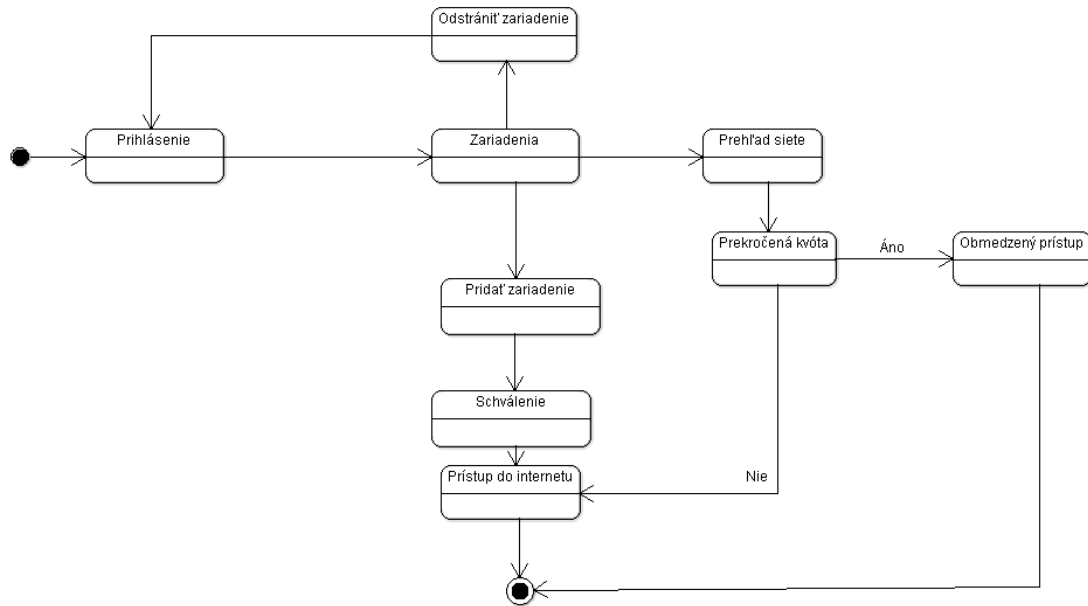 Odstrániť zariadenie
Prihlásenie
Zariadenia
Prehľad siete
Prekročená kvóta
Áno
Obmedzený prístup
Pridať zariadenie
Schválenie
Prístup do internetu
Nie